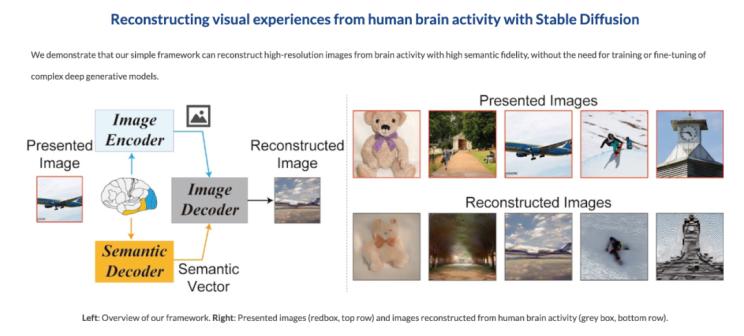 Reconstructing visual experiences from human brain activity with Stable Diffusion
We demonstrate that our simple framework can reconstruct high-resolution images from brain activity with high semantic fidelity, without the need for training or fine-tuning of
complex deep generative models.
Presented
Image
Image
Encoder
Semantic
Decoder
Semantic
Vector
Image
Decoder
Reconstructed
Image
Presented Images
Reconstructed Images
Left: Overview of our framework. Right: Presented images (redbox, top row) and images reconstructed from human brain activity (grey box, bottom row).